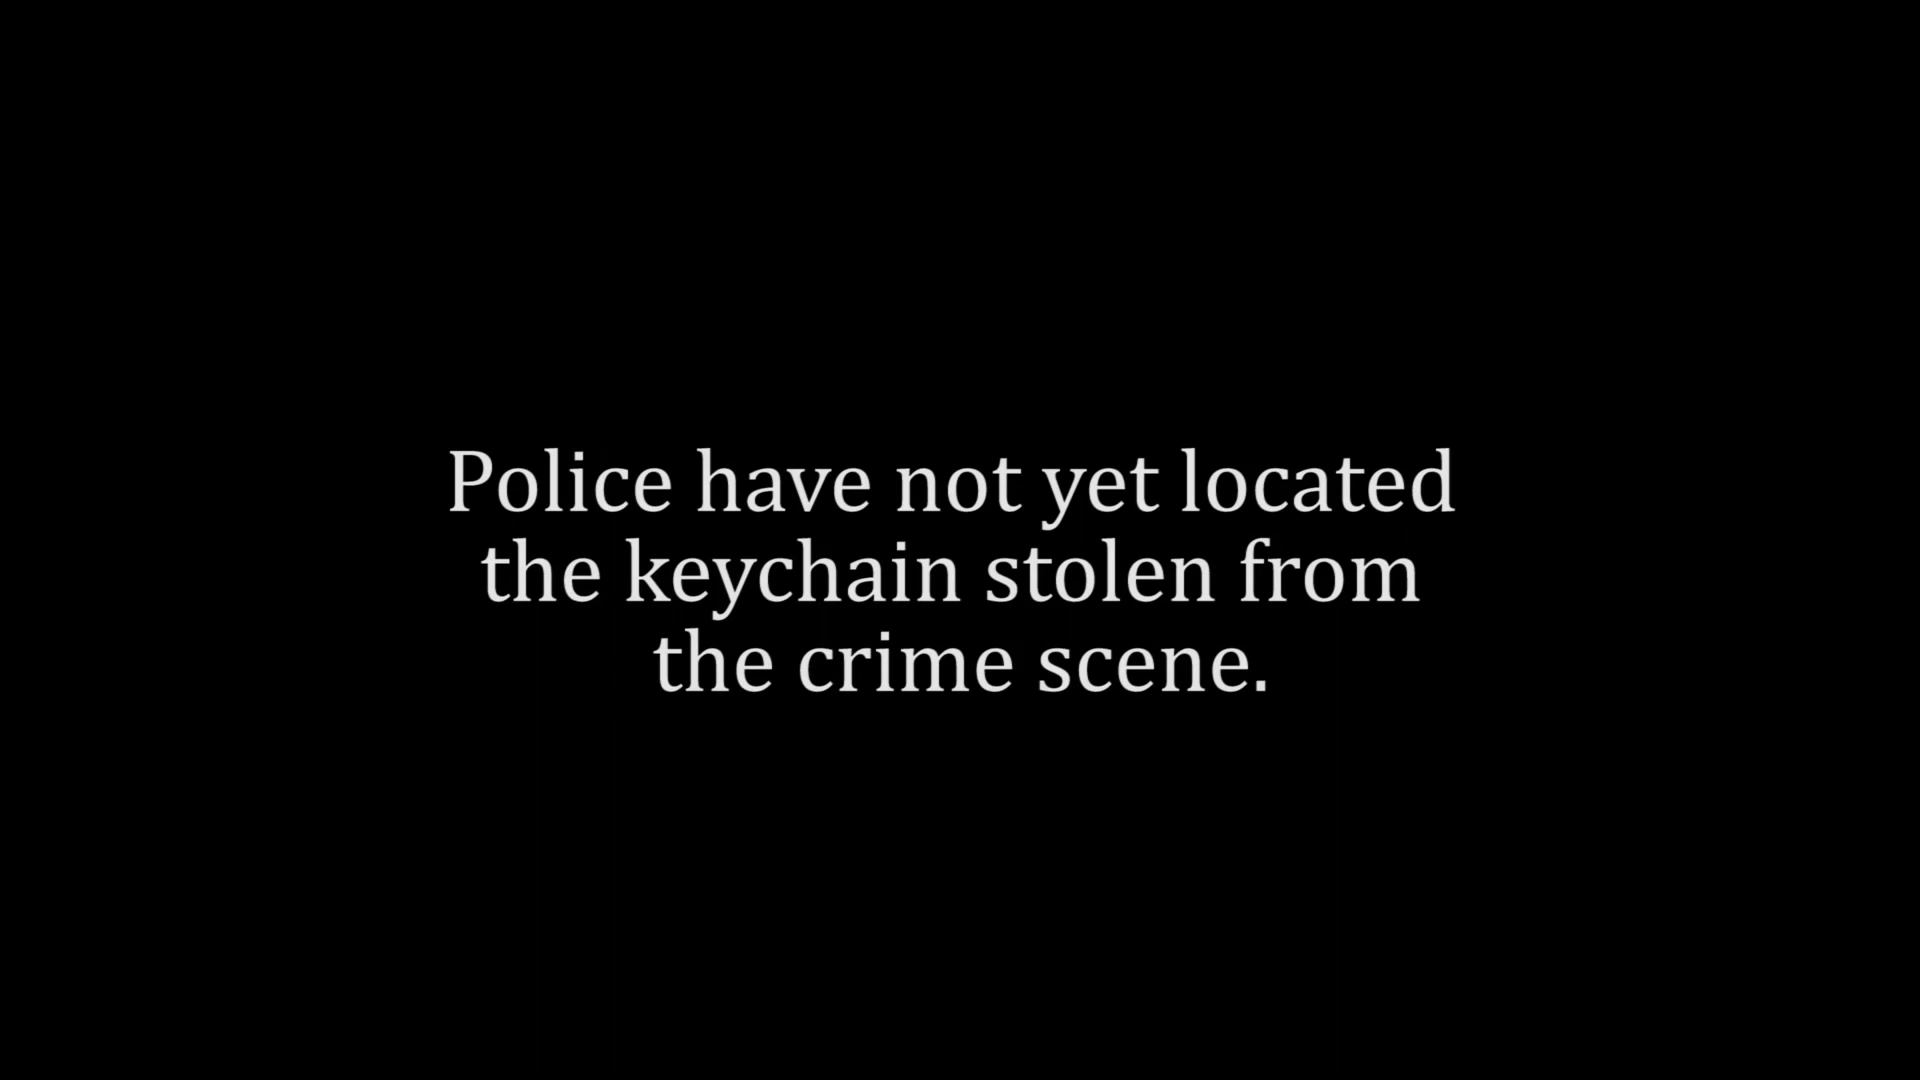 Police have not yet located
the keychain stolen from
the crime scene.